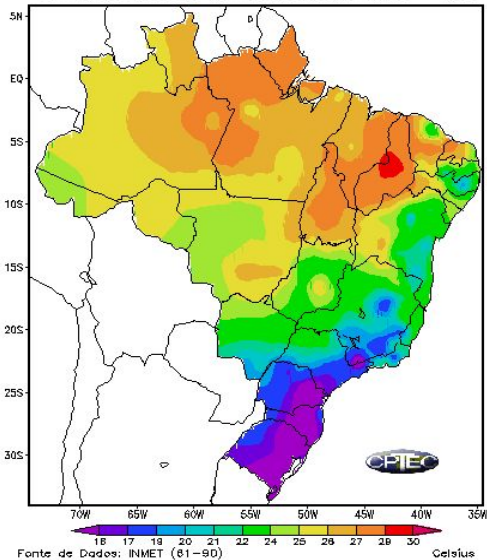 5N
EQ
5S
10S
15S
20S
25S
30S
CPTEC
70W 65W 60W 55W 50W 45W 40W 35W
16 17 19 20 21 22 24 25 26 27 29 30
Fonte de Dados: INMET (61-90) Celsius